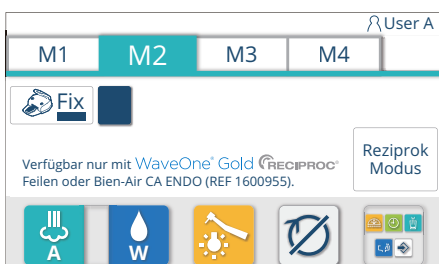 User A
M1 M2 M3 M4
Fix
Reziprok
Modus
Verfügbar nur mit WaveOne® Gold RECIPROC®
Feilen oder Bien-Air CA ENDO (REF 1600955).
A W